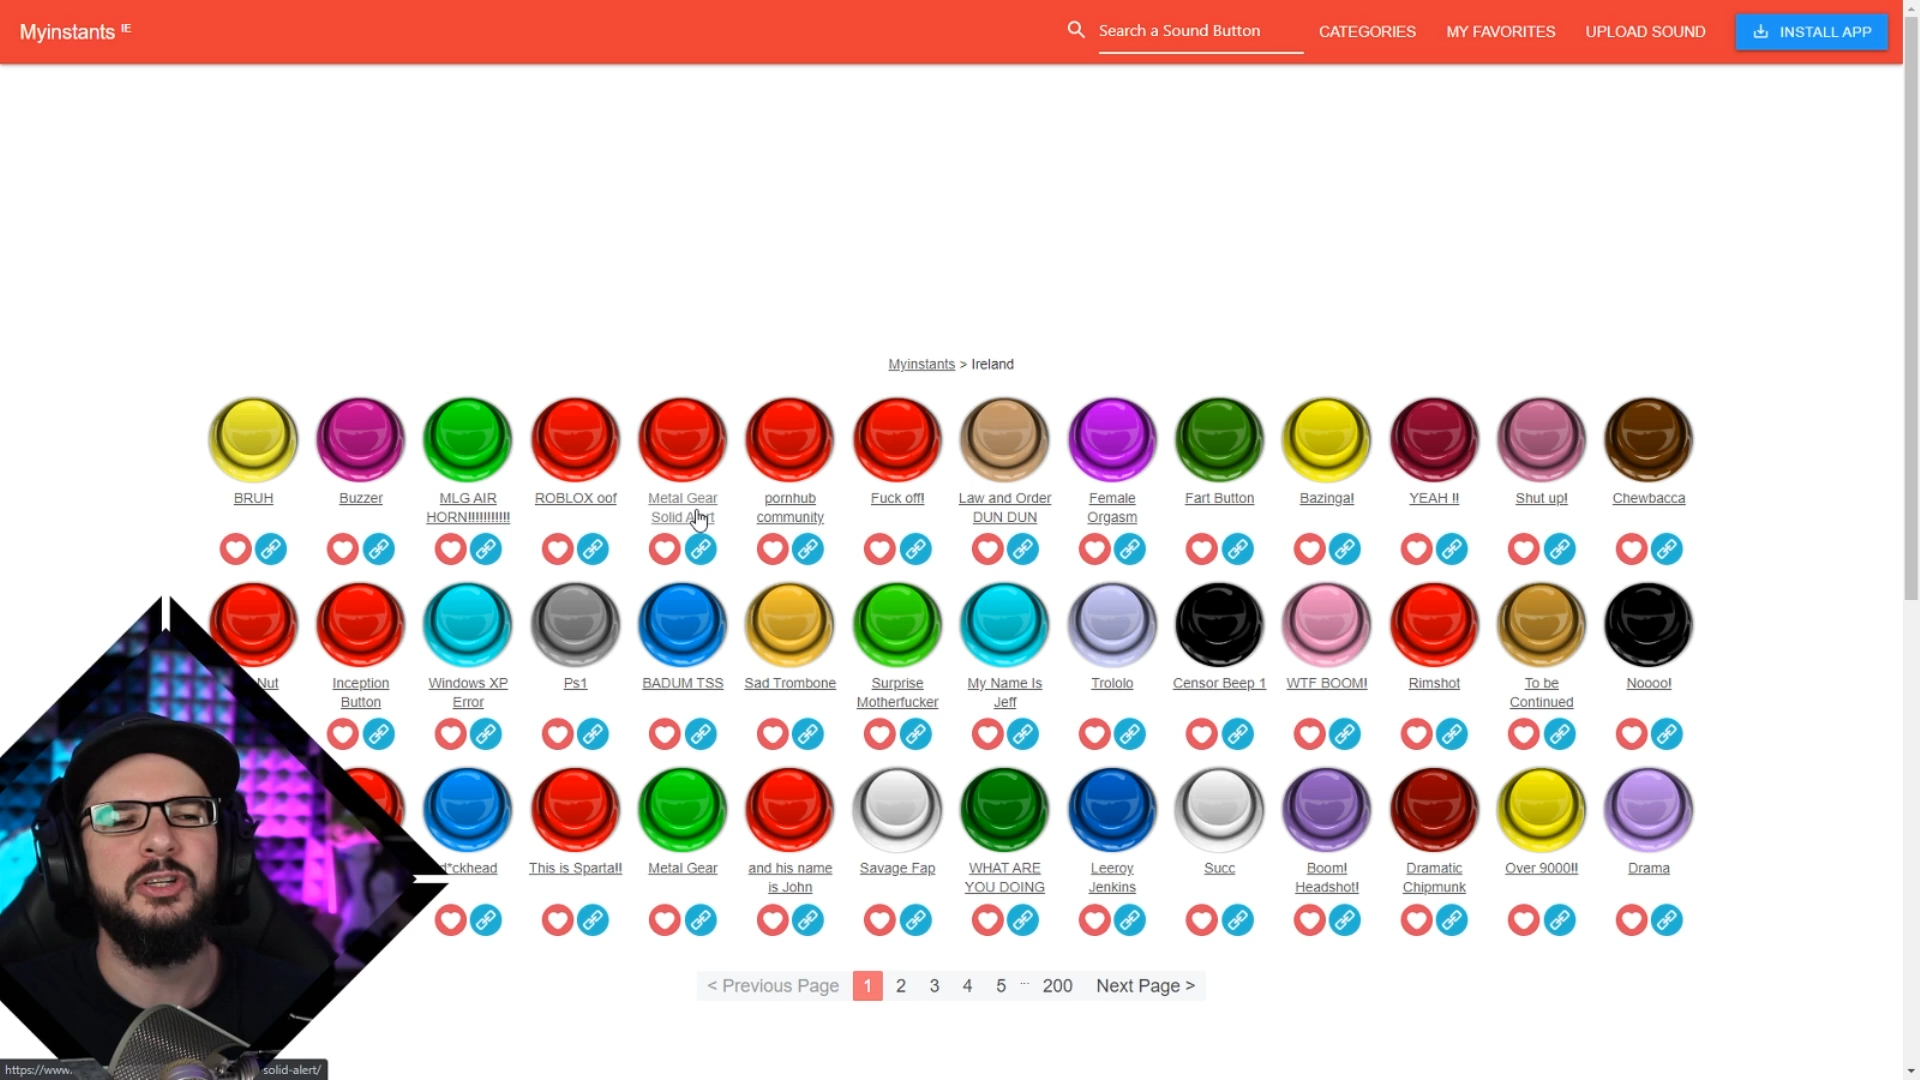 Myinstants IE
Search a Sound Button
CATEGORIES
MY FAVORITES
UPLOAD SOUND
INSTALL APP
Myinstants > Ireland
BRUH
Buzzer
MLG AIR
HORN!!!!!!!!!!!
ROBLOX oof
Metal Gear
Solid Alert
pornhub
community
Fuck off!
Law and Order
DUN DUN
Female
Orgasm
Fart Button
Bazinga!
YEAH !!
Shut up!
Chewbacca
Nut
Inception
Button
Windows XP
Error
Ps1
BADUM TSS
Sad Trombone
Surprise
Motherfucker
My Name Is
Jeff
Trololo
Censor Beep 1
WTF BOOM!
Rimshot
To be
Continued
Noooo!
d*ckhead
This is Sparta!!
Metal Gear
and his name
is John
Savage Fap
WHAT ARE
YOU DOING
Leeroy
Jenkins
Succ
Boom!
Headshot!
Dramatic
Chipmunk
Over 9000!!
Drama
< Previous Page 1 2 3 4 5 ... 200 Next Page >
https://www. solid-alert/